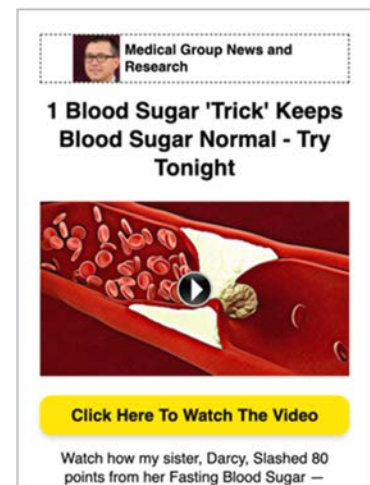 Medical Group News and
Research
1 Blood Sugar 'Trick' Keeps
Blood Sugar Normal - Try
Tonight
Click Here To Watch The Video
Watch how my sister, Darcy, Slashed 80
points from her Fasting Blood Sugar —